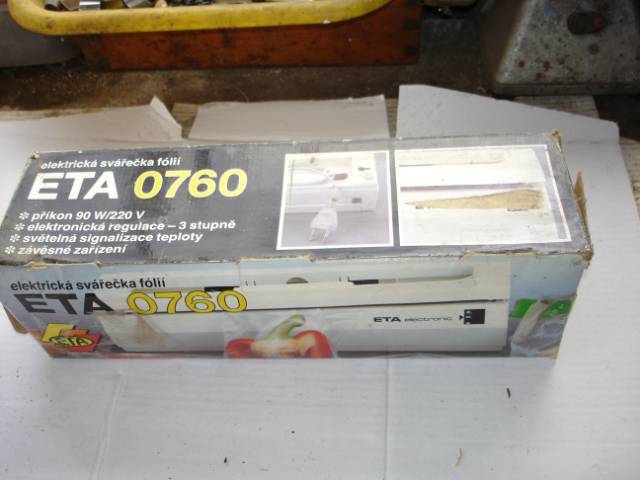 elektrická svářečka fólií
ETA 0760
✻ příkon 90 W/220 V
✻ elektronická regulace – 3 stupně
✻ světelná signalizace teploty
✻ závěsné zařízení
elektrická svářečka fólií
ETA 0760
ETA electronic
ETA